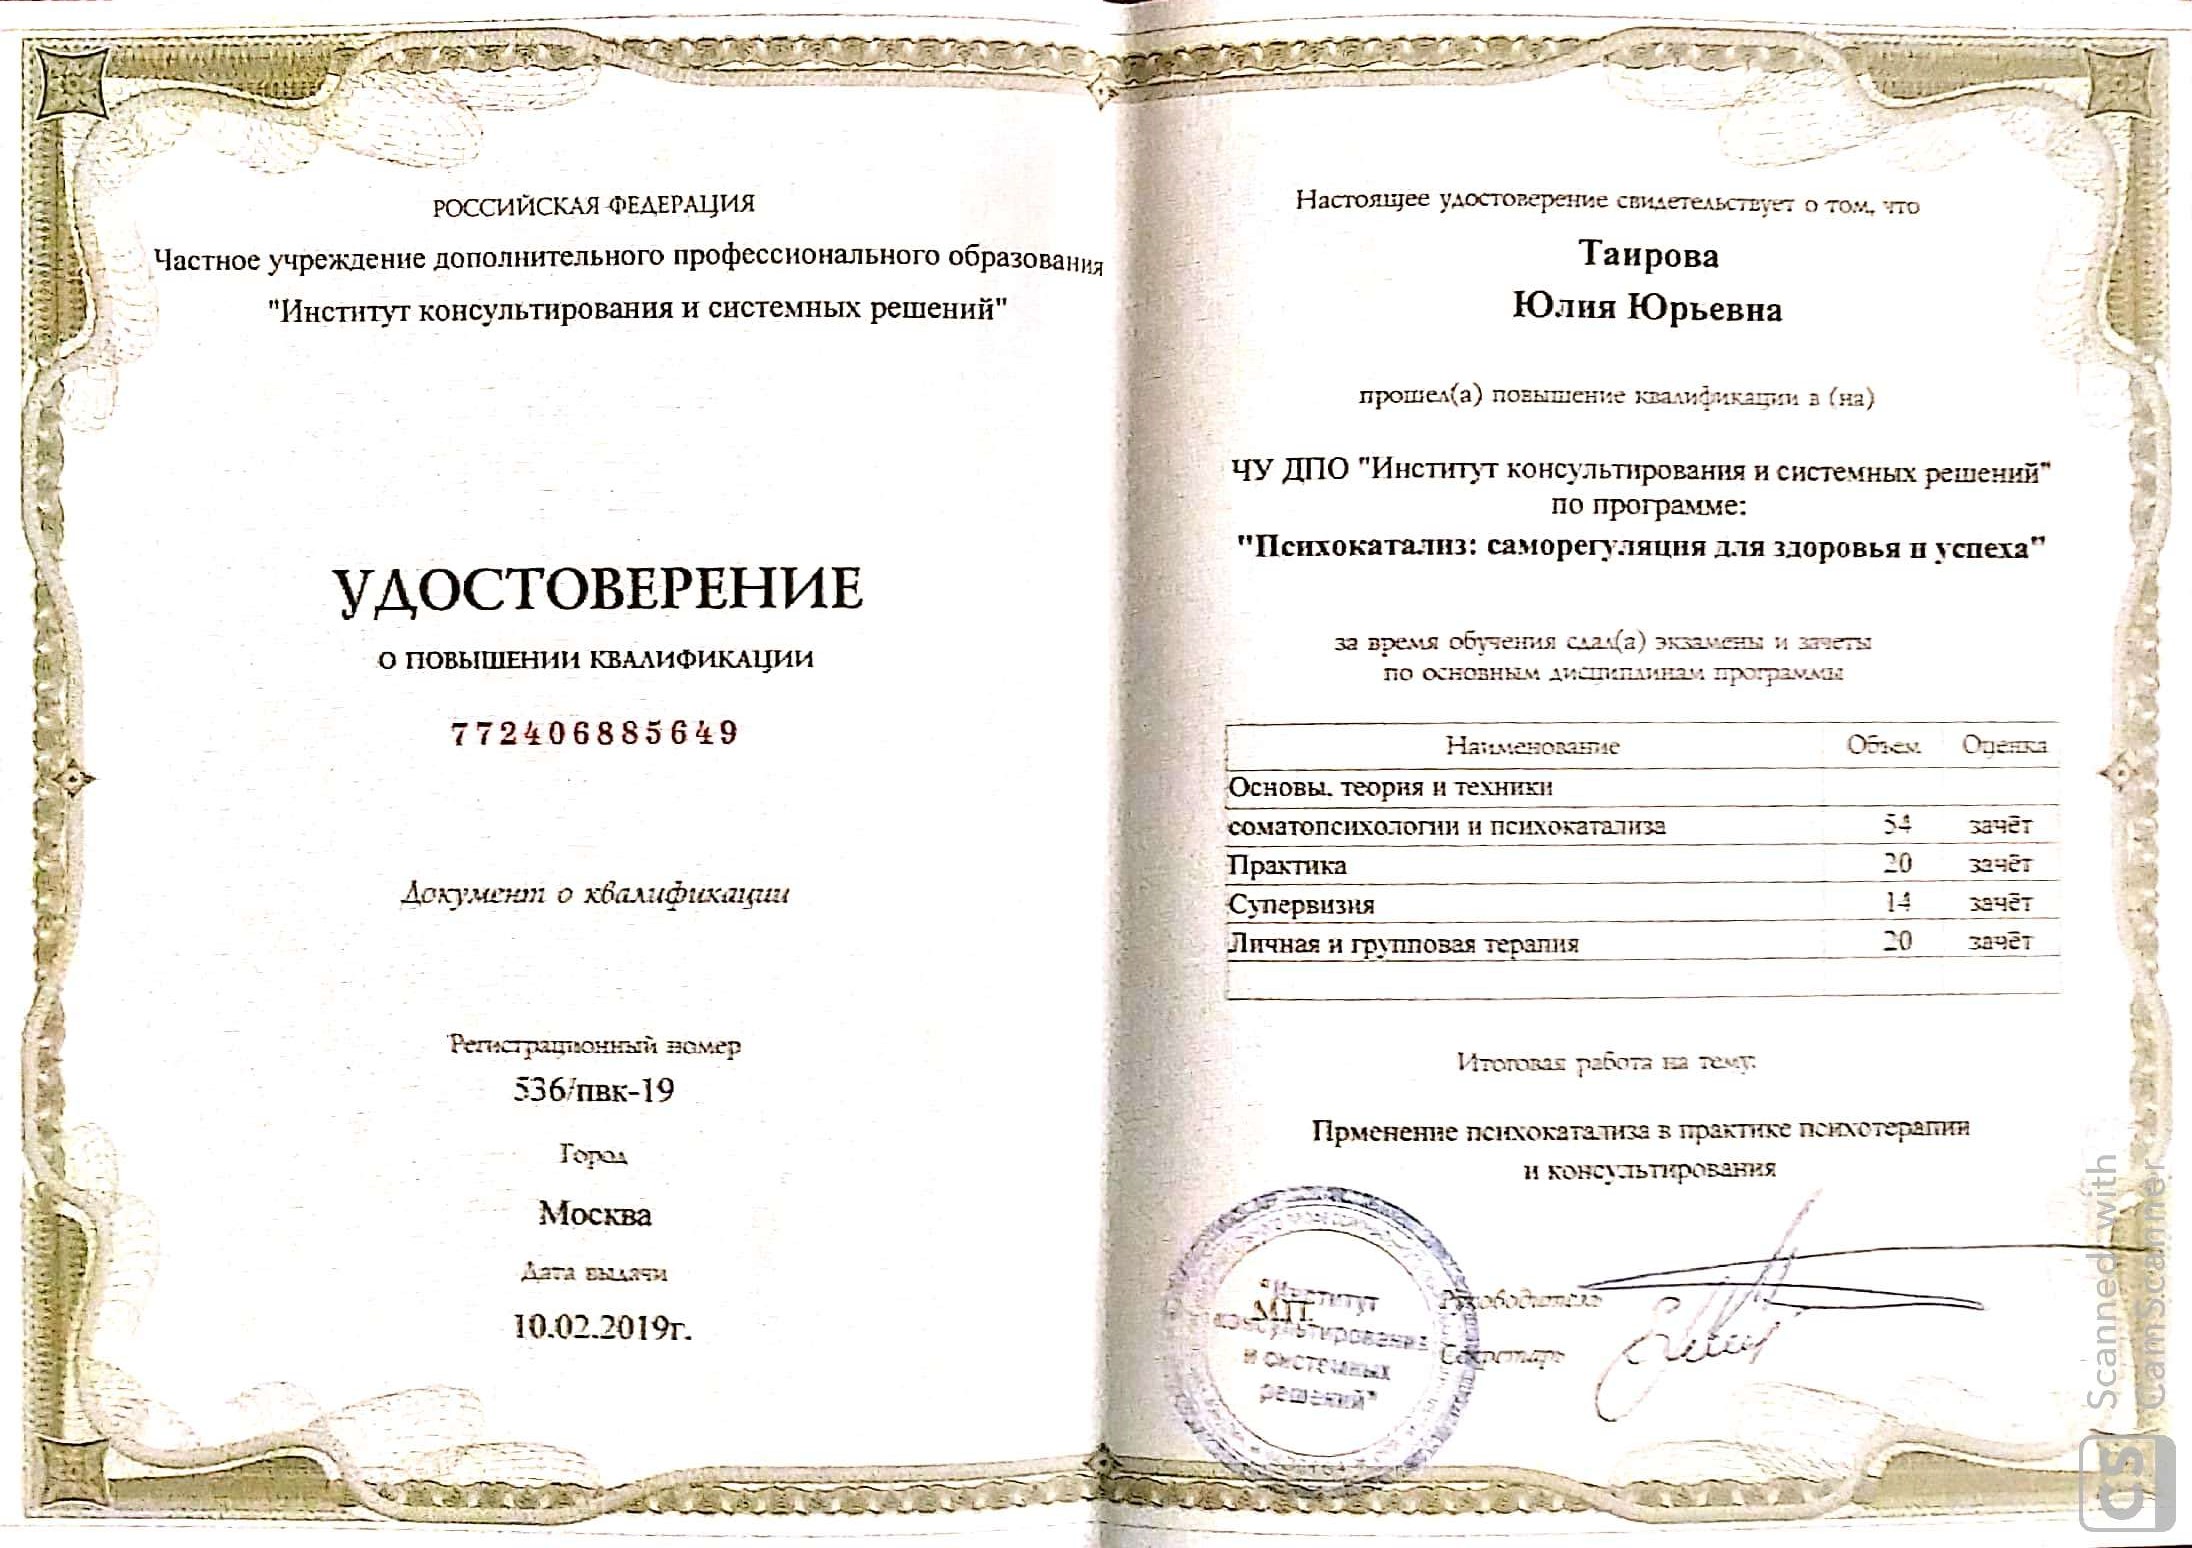 РОССИЙСКАЯ ФЕДЕРАЦИЯ
Частное учреждение дополнительного профессионального образования
"Институт консультирования и системных решений"
УДОСТОВЕРЕНИЕ
О ПОВЫШЕНИИ КВАЛИФИКАЦИИ
772406885649
Документ о квалификации
Регистрационный номер
536/пвк-19
Город
Москва
Дата выдачи
10.02.2019г.
Настоящее удостоверение свидетельствует о том, что
Таирова
Юлия Юрьевна
прошел(а) повышение квалификации в (на)
ЧУ ДПО "Институт консультирования и системных решений"
по программе:
"Психокатализ: саморегуляция для здоровья и успеха"
за время обучения сдал(а) экзамены и зачеты
по основным дисциплинам программы
Наименование Объем Оценка
Основы, теория и техники
соматопсихологии и психокатализа 54 зачёт
Практика 20 зачёт
Супервизия 14 зачёт
Личная и групповая терапия 20 зачёт
Итоговая работа на тему:
Прменение психокатализа в практике психотерапии
и консультирования
"Институт
консультирования
и системных
решений"
М.П.
Руководитель
Секретарь
Scanned with
CamScanner
CS